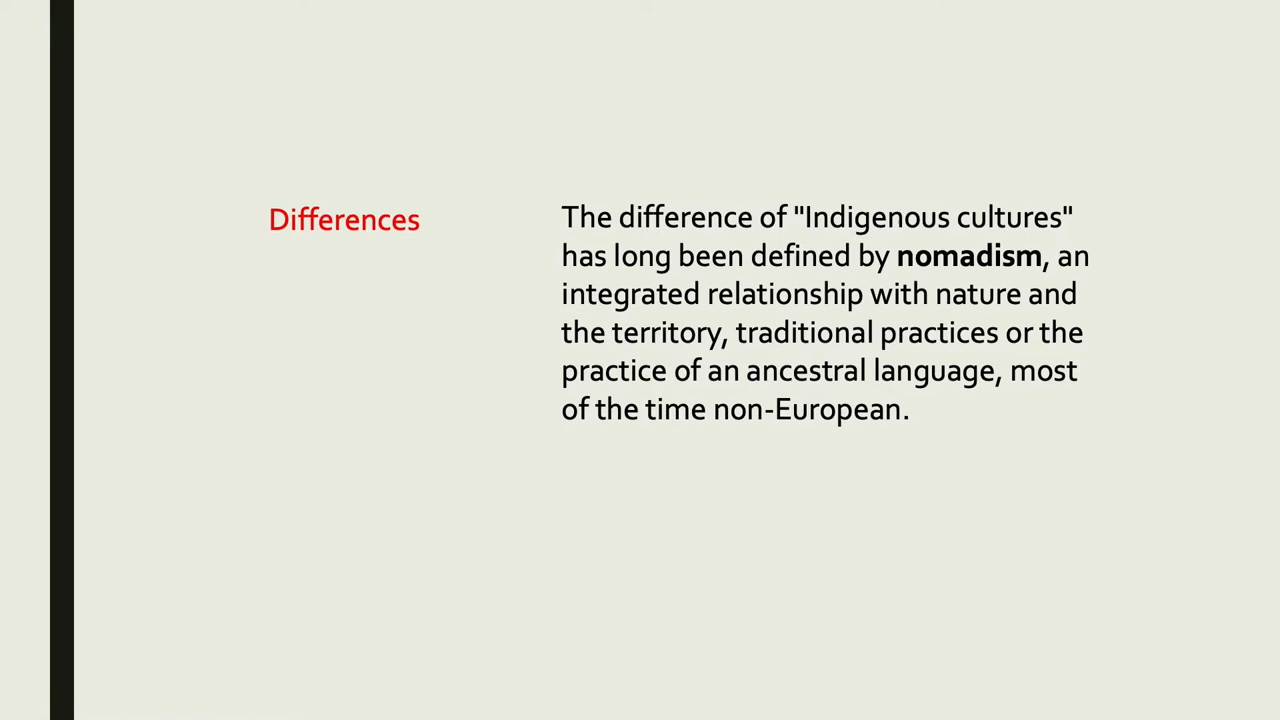 Differences
The difference of "Indigenous cultures"
has long been defined by nomadism, an
integrated relationship with nature and
the territory, traditional practices or the
practice of an ancestral language, most
of the time non-European.